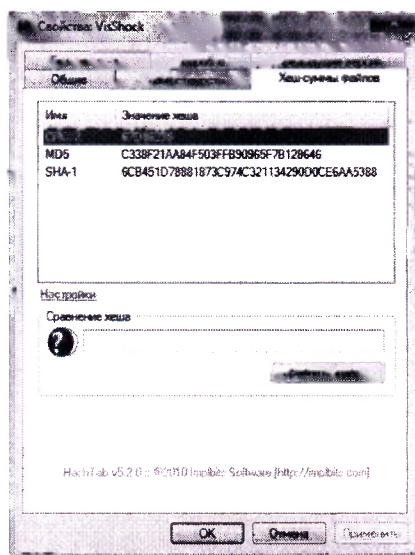 Свойства: VisShock
Общие
Хеш-суммы файлов
Имя Значение хеша
MD5 C338F21AA84F503FFB90965F7B128646
SHA-1 6CB451D78881873C974C321134290D0CE6AA5388
Настройки
Сравнение хеша
HashTab v5.2.0 :: ©2010 Implbits Software [http://implbits.com]
OK Отмена Применить